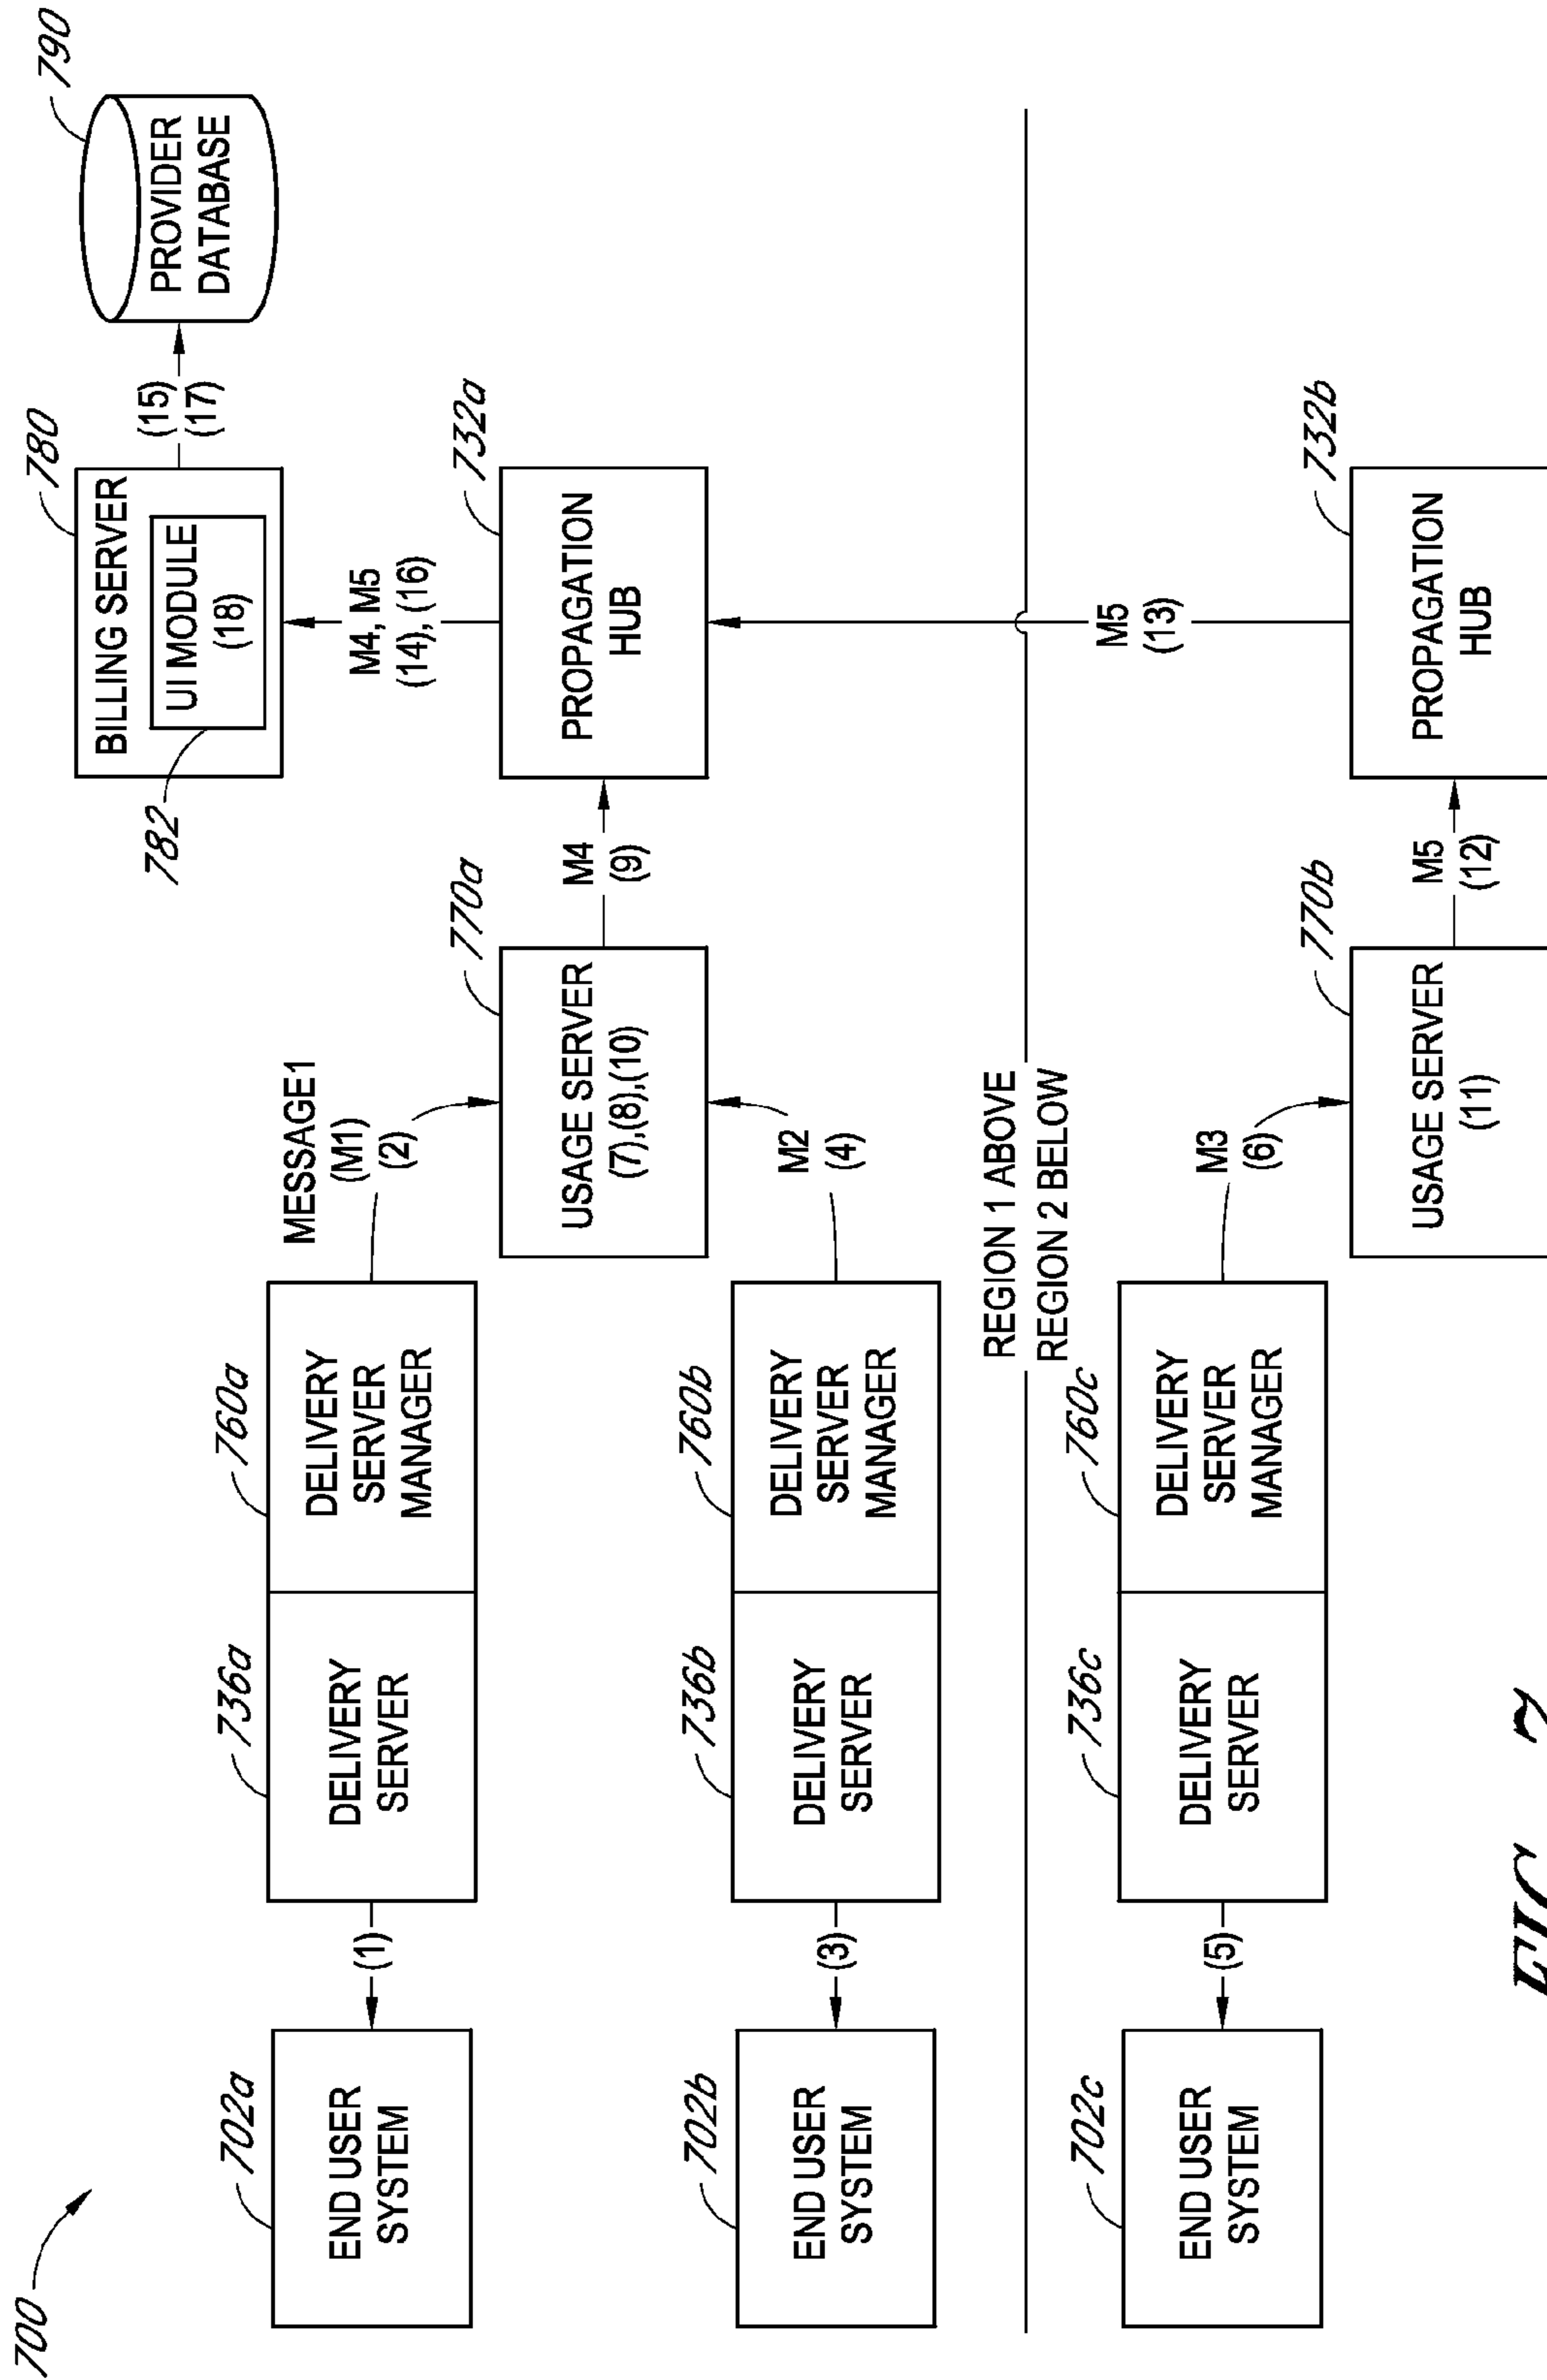 700
790
PROVIDER
DATABASE
780
BILLING SERVER
UI MODULE
(18)
782
(15)
(17)
M4, M5
(14), (16)
732a
PROPAGATION
HUB
M4
(9)
770a
USAGE SERVER
(7),(8),(10)
MESSAGE1
(M1)
(2)
M2
(4)
760a
DELIVERY
SERVER
MANAGER
736a
DELIVERY
SERVER
(1)
702a
END USER
SYSTEM
760b
DELIVERY
SERVER
MANAGER
736b
DELIVERY
SERVER
(3)
702b
END USER
SYSTEM
REGION 1 ABOVE
REGION 2 BELOW
M5
(13)
732b
PROPAGATION
HUB
M5
(12)
770b
USAGE SERVER
(11)
M3
(6)
760c
DELIVERY
SERVER
MANAGER
736c
DELIVERY
SERVER
(5)
702c
END USER
SYSTEM
FIG. 7